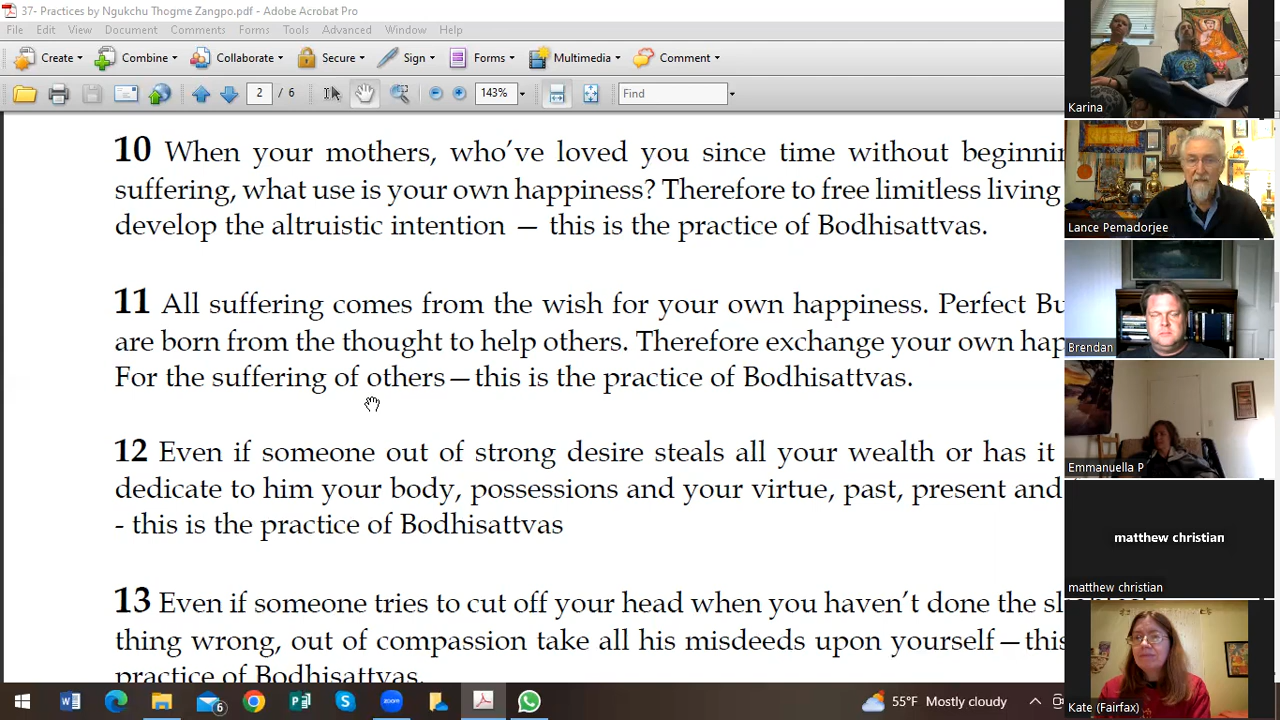 37- Practices by Ngukchu Thogme Zangpo.pdf - Adobe Acrobat Pro
File Edit View Document Comments Forms Tools Advanced Window Help
Create Combine Collaborate Secure Sign Forms Multimedia Comment
2 / 6 143% Find
10 When your mothers, who've loved you since time without beginnin
suffering, what use is your own happiness? Therefore to free limitless living
develop the altruistic intention — this is the practice of Bodhisattvas.
11 All suffering comes from the wish for your own happiness. Perfect Bu
are born from the thought to help others. Therefore exchange your own hap
For the suffering of others—this is the practice of Bodhisattvas.
12 Even if someone out of strong desire steals all your wealth or has it
dedicate to him your body, possessions and your virtue, past, present and
- this is the practice of Bodhisattvas
13 Even if someone tries to cut off your head when you haven't done the sl
thing wrong, out of compassion take all his misdeeds upon yourself—this
practice of Bodhisattvas.
Karina
Lance Pemadorjee
Brendan
Emmanuella P
matthew christian
matthew christian
Kate (Fairfax)
6
zoom
55°F Mostly cloudy